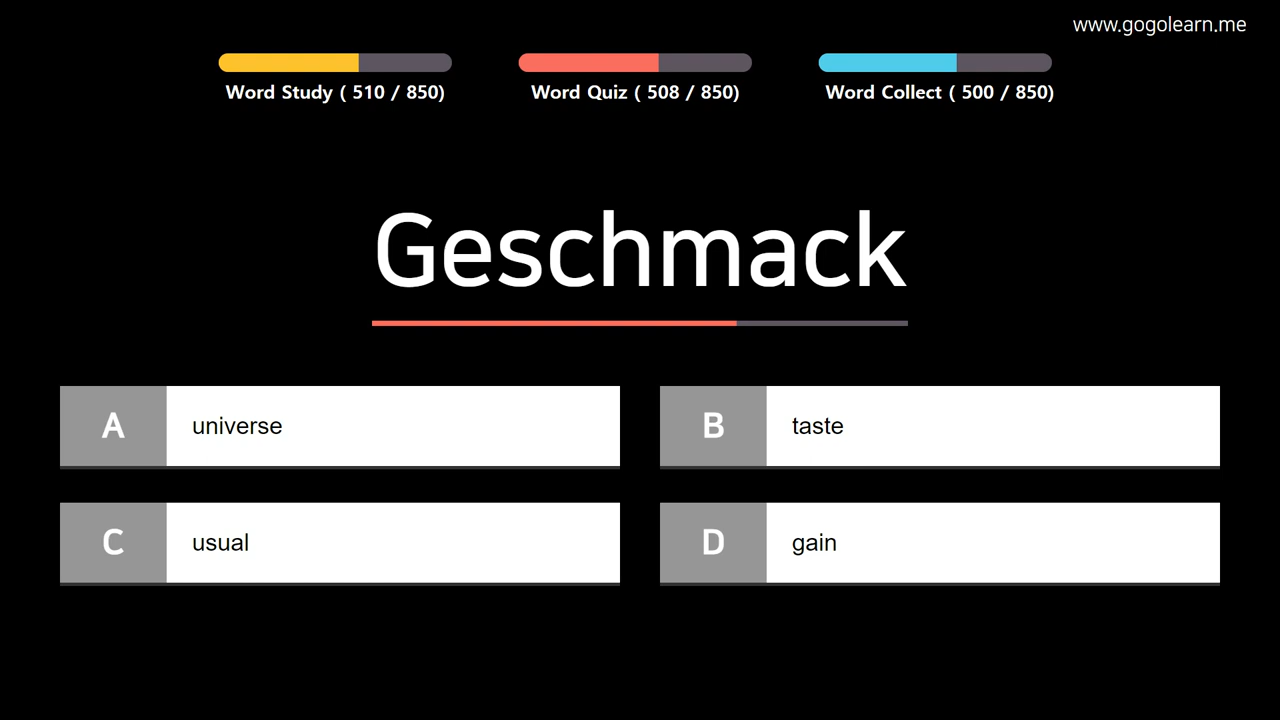 www.gogolearn.me
Word Study ( 510 / 850) Word Quiz ( 508 / 850) Word Collect ( 500 / 850)
Geschmack
A universe
B taste
C usual
D gain